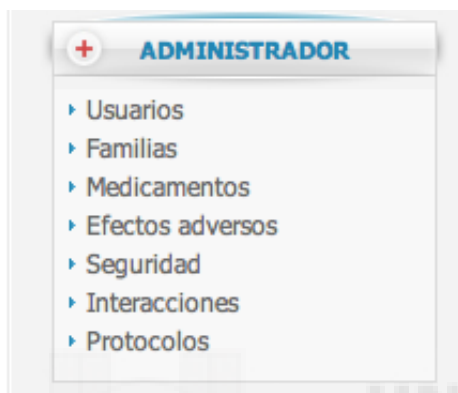 ADMINISTRADOR
Usuarios
Familias
Medicamentos
Efectos adversos
Seguridad
Interacciones
Protocolos